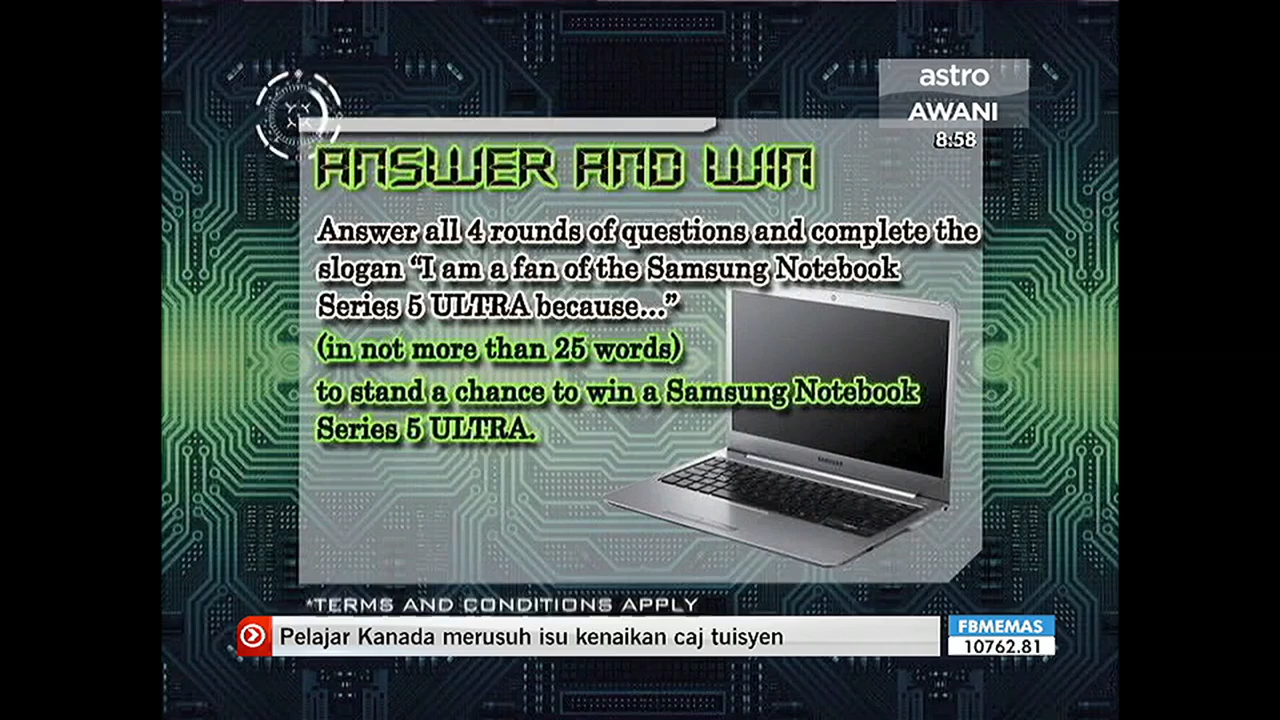 astro
AWANI
8:58
ANSWER AND WIN
Answer all 4 rounds of questions and complete the
slogan “I am a fan of the Samsung Notebook
Series 5 ULTRA because...”
(in not more than 25 words)
to stand a chance to win a Samsung Notebook
Series 5 ULTRA.
SAMSUNG
*TERMS AND CONDITIONS APPLY
Pelajar Kanada merusuh isu kenaikan caj tuisyen
FBMEMAS
10762.81